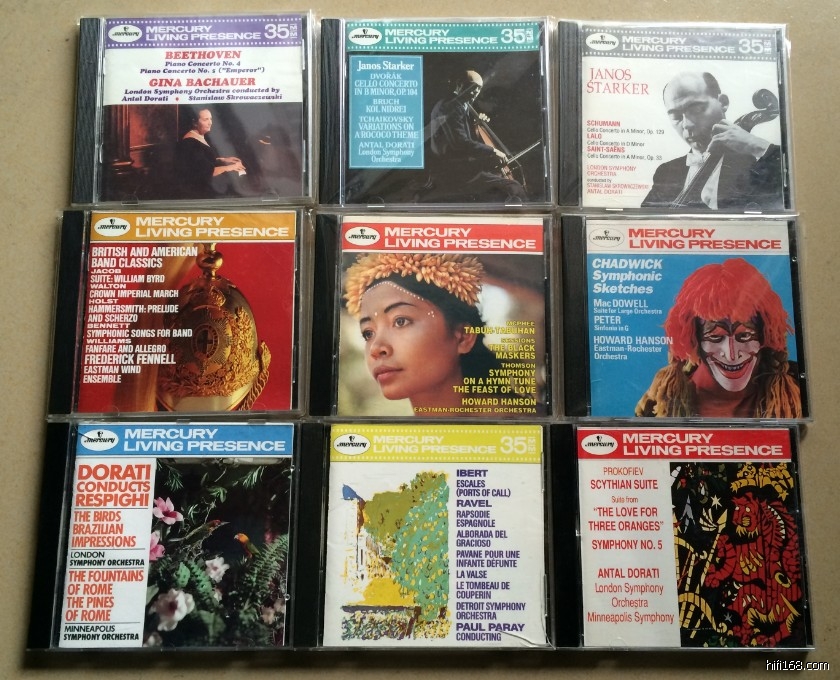 Mercury
MERCURY
LIVING PRESENCE 35
BEETHOVEN
Piano Concerto No. 4
Piano Concerto No. 5 ("Emperor")
GINA BACHAUER
London Symphony Orchestra conducted by
Antal Dorati • Stanislaw Skrowaczewski
Mercury
MERCURY
LIVING PRESENCE 35
Janos Starker
DVOŘÁK
CELLO CONCERTO
IN B MINOR, OP. 104
BRUCH
KOL NIDREI
TCHAIKOVSKY
VARIATIONS ON
A ROCOCO THEME
ANTAL DORATI
London Symphony
Orchestra
Mercury
MERCURY
LIVING PRESENCE 35
JANOS
STARKER
SCHUMANN
Cello Concerto in A Minor, Op. 129
LALO
Cello Concerto in D Minor
SAINT-SAËNS
Cello Concerto in A Minor, Op. 33
LONDON SYMPHONY
ORCHESTRA
conducted by
STANISLAW SKROWACZEWSKI
ANTAL DORATI
Mercury
MERCURY
LIVING PRESENCE
BRITISH AND AMERICAN
BAND CLASSICS
JACOB
SUITE: WILLIAM BYRD
WALTON
CROWN IMPERIAL MARCH
HOLST
HAMMERSMITH: PRELUDE
AND SCHERZO
BENNETT
SYMPHONIC SONGS FOR BAND
WILLIAMS
FANFARE AND ALLEGRO
FREDERICK FENNELL
EASTMAN WIND
ENSEMBLE
Mercury
MERCURY
LIVING PRESENCE
MCPHEE
TABUH-TABUHAN
SESSIONS
THE BLACK
MASKERS
THOMSON
SYMPHONY
ON A HYMN TUNE
THE FEAST OF LOVE
HOWARD HANSON
EASTMAN-ROCHESTER ORCHESTRA
Mercury
MERCURY
LIVING PRESENCE
CHADWICK
Symphonic
Sketches
MacDOWELL
Suite for Large Orchestra
PETER
Sinfonia in G
HOWARD HANSON
Eastman-Rochester
Orchestra
Mercury
MERCURY
LIVING PRESENCE
DORATI
CONDUCTS
RESPIGHI
THE BIRDS
BRAZILIAN
IMPRESSIONS
LONDON
SYMPHONY ORCHESTRA
THE FOUNTAINS
OF ROME
THE PINES
OF ROME
MINNEAPOLIS
SYMPHONY ORCHESTRA
Mercury
MERCURY
LIVING PRESENCE 35
IBERT
ESCALES
(PORTS OF CALL)
RAVEL
RAPSODIE
ESPAGNOLE
ALBORADA DEL
GRACIOSO
PAVANE POUR UNE
INFANTE DÉFUNTE
LA VALSE
LE TOMBEAU DE
COUPERIN
DETROIT SYMPHONY
ORCHESTRA
PAUL PARAY
CONDUCTING
Mercury
MERCURY
LIVING PRESENCE
PROKOFIEV
SCYTHIAN SUITE
Suite from
"THE LOVE FOR
THREE ORANGES"
SYMPHONY NO. 5
ANTAL DORATI
London Symphony
Orchestra
Minneapolis Symphony
hifi168.com